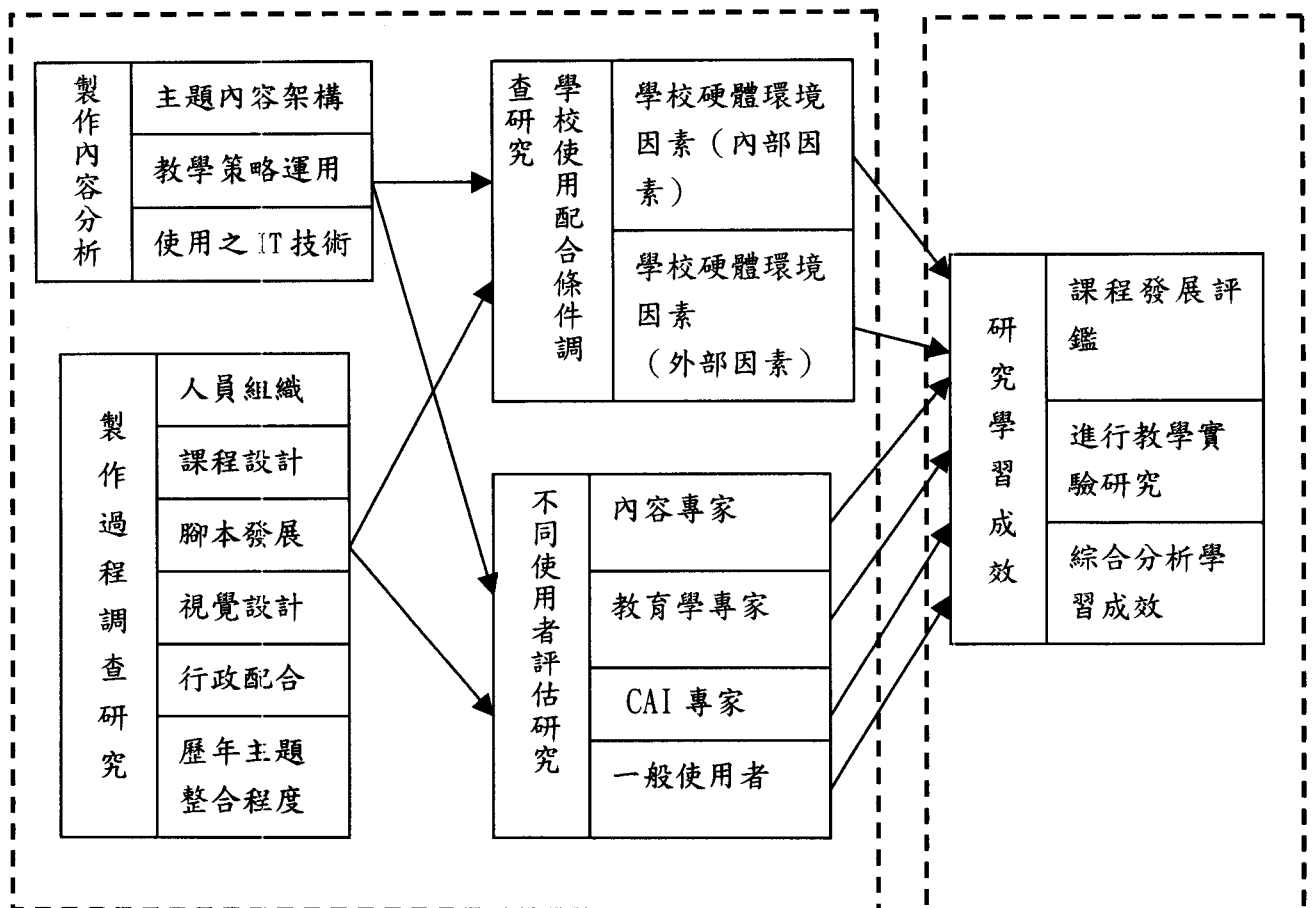 製作內容分析
主題內容架構
教學策略運用
使用之IT技術
製作過程調查研究
人員組織
課程設計
腳本發展
視覺設計
行政配合
歷年主題
整合程度
學校使用配合條件調
查研究
學校硬體環境
因素（內部因
素）
學校硬體環境
因素
（外部因素）
不同使用者評估研究
內容專家
教育學專家
CAI 專家
一般使用者
研究學習成效
課程發展評
鑑
進行教學實
驗研究
綜合分析學
習成效